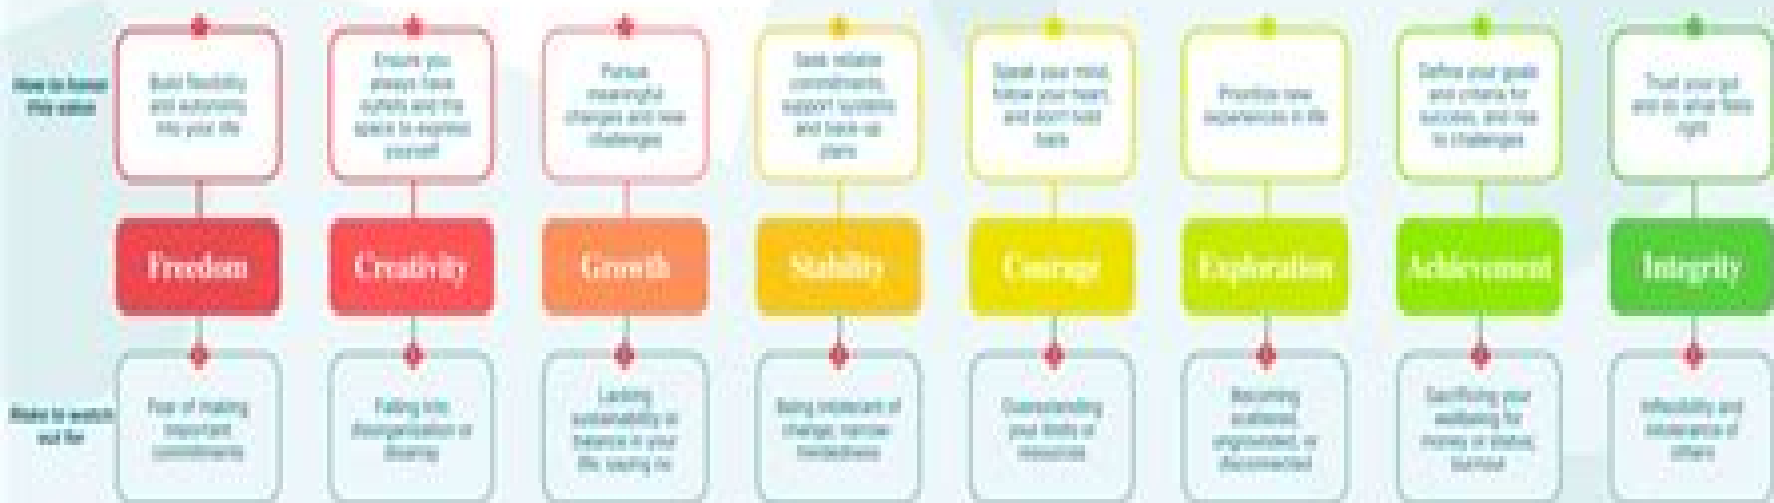 How to honor
this value
Build flexibility
and autonomy
into your life
Ensure you
always have
outlets and the
space to express
yourself
Pursue
meaningful
changes and new
challenges
Seek reliable
commitments,
support systems
and back-up
plans
Speak your mind,
follow your heart,
and don't hold
back
Prioritize new
experiences in life
Define your goals
and criteria for
success, and rise
to challenges
Trust your gut
and do what feels
right
Freedom
Creativity
Growth
Stability
Courage
Exploration
Achievement
Integrity
Risks to watch
out for
Fear of making
important
commitments
Falling into
disorganization or
disarray
Lacking
sustainability or
balance in your
life, saying no
Being intolerant of
change, narrow
mindedness
Overextending
your limits or
resources
Becoming
scattered,
ungrounded, or
disconnected
Sacrificing your
wellbeing for
money or status,
burnout
Inflexibility and
intolerance of
others